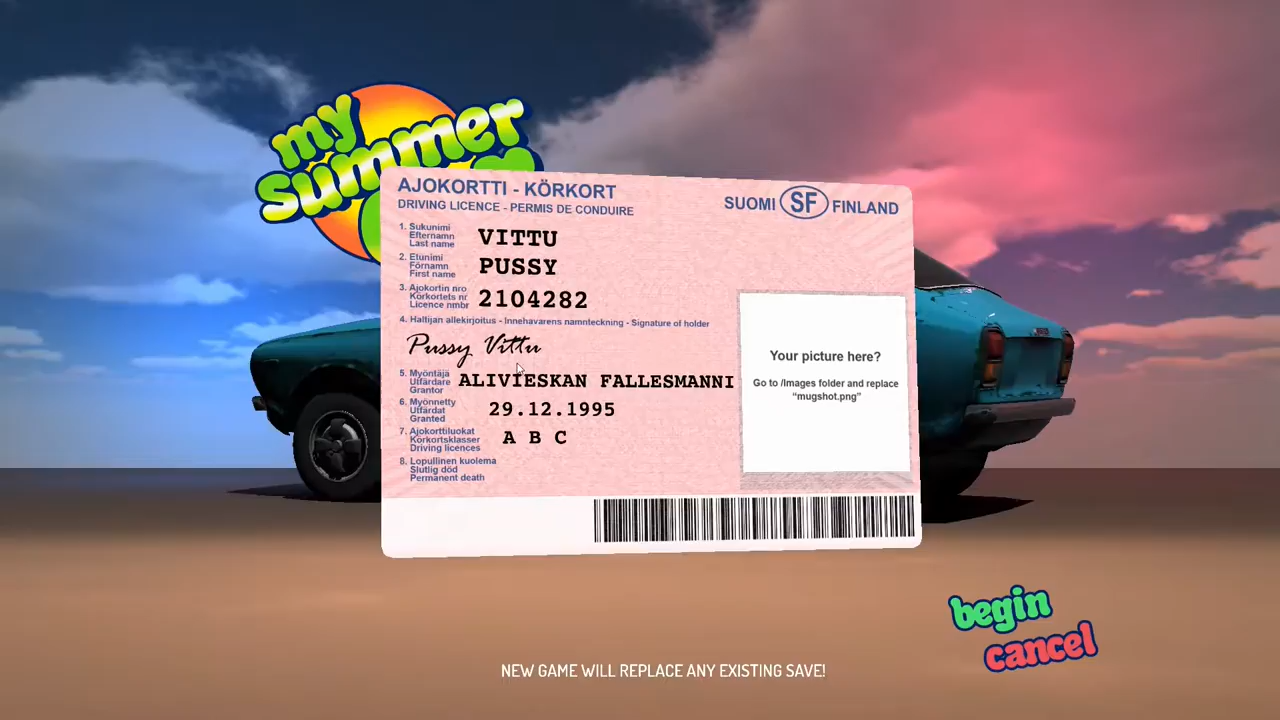 my
summer
AJOKORTTI - KÖRKORT
DRIVING LICENCE - PERMIS DE CONDUIRE
SUOMI SF FINLAND
1. Sukunimi
Efternamn
Last name
VITTU
2. Etunimi
Förnamn
First name
PUSSY
3. Ajokortin nro
Körkortets nr
Licence nmbr
2104282
4. Haltijan allekirjoitus - Innehavarens namnteckning - Signature of holder
Pussy Vittu
5. Myöntäjä
Utfärdare
Grantor
ALIVIESKAN FALLESMANNI
6. Myönnetty
Utfärdat
Granted
29.12.1995
7. Ajokorttiluokat
Körkortsklasser
Driving licences
A B C
8. Lopullinen kuolema
Slutlig död
Permanent death
Your picture here?
Go to /Images folder and replace
“mugshot.png”
begin
cancel
NEW GAME WILL REPLACE ANY EXISTING SAVE!